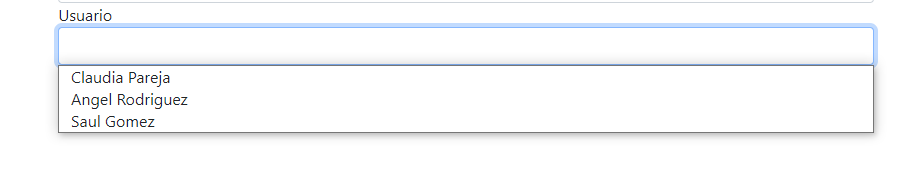 Usuario
Claudia Pareja
Angel Rodriguez
Saul Gomez